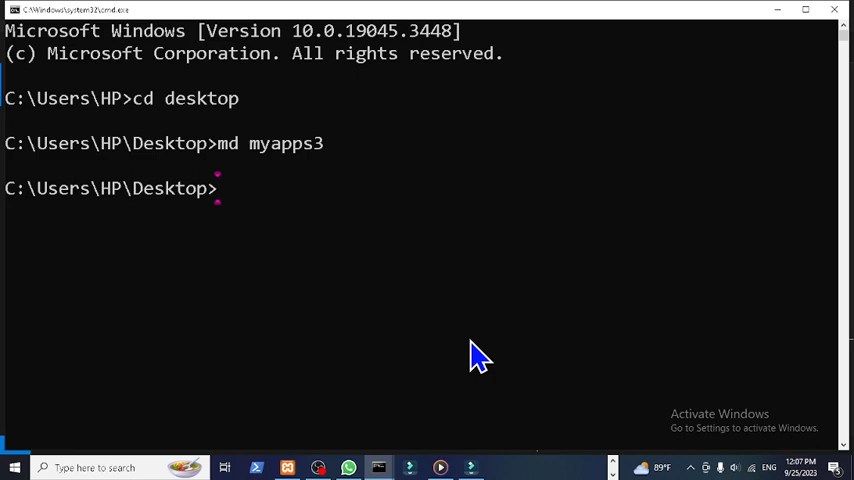 C:\Windows\system32\cmd.exe
Microsoft Windows [Version 10.0.19045.3448]
(c) Microsoft Corporation. All rights reserved.
C:\Users\HP>cd desktop
C:\Users\HP\Desktop>md myapps3
C:\Users\HP\Desktop>
Activate Windows
Go to Settings to activate Windows.
Type here to search
89°F
ENG
12:07 PM
9/25/2023
5